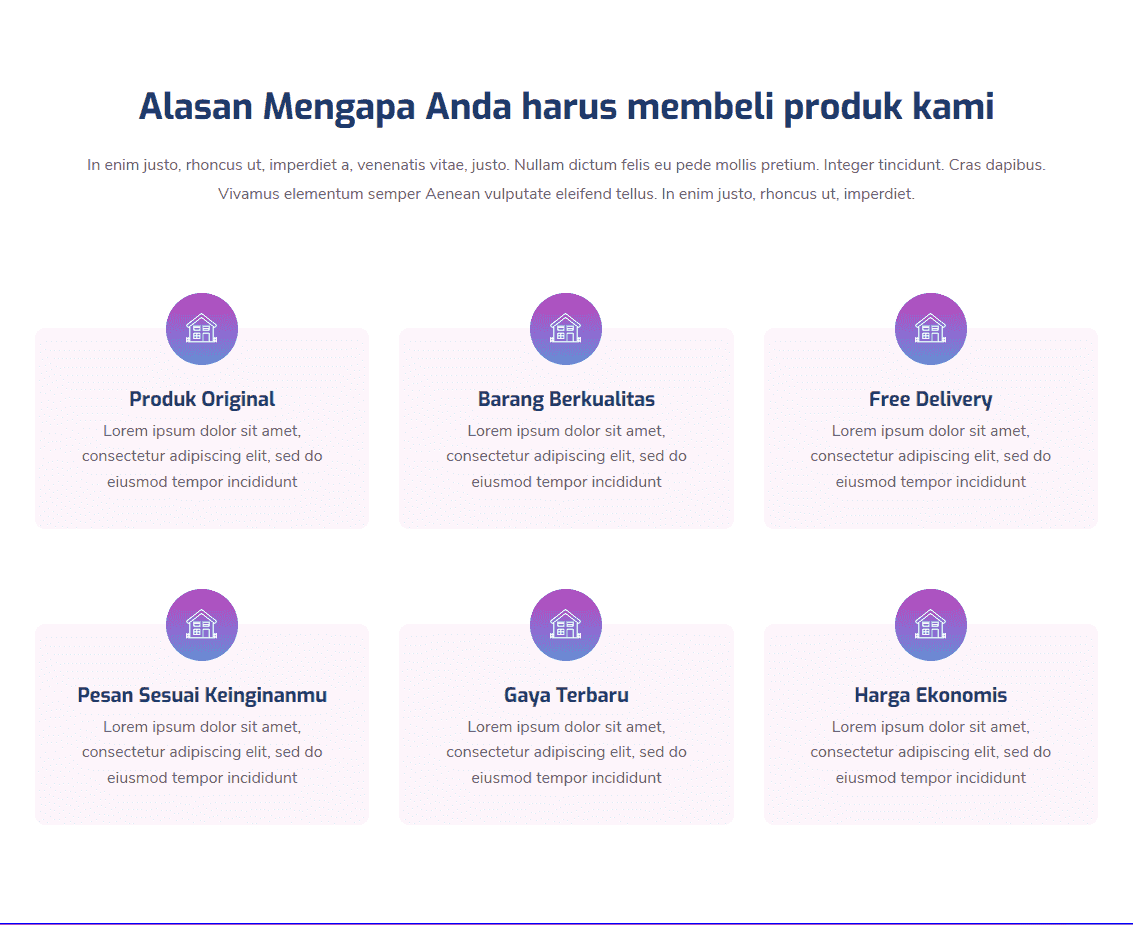 Alasan Mengapa Anda harus membeli produk kami
In enim justo, rhoncus ut, imperdiet a, venenatis vitae, justo. Nullam dictum felis eu pede mollis pretium. Integer tincidunt. Cras dapibus.
Vivamus elementum semper Aenean vulputate eleifend tellus. In enim justo, rhoncus ut, imperdiet.
Produk Original
Lorem ipsum dolor sit amet,
consectetur adipiscing elit, sed do
eiusmod tempor incididunt
Barang Berkualitas
Lorem ipsum dolor sit amet,
consectetur adipiscing elit, sed do
eiusmod tempor incididunt
Free Delivery
Lorem ipsum dolor sit amet,
consectetur adipiscing elit, sed do
eiusmod tempor incididunt
Pesan Sesuai Keinginanmu
Lorem ipsum dolor sit amet,
consectetur adipiscing elit, sed do
eiusmod tempor incididunt
Gaya Terbaru
Lorem ipsum dolor sit amet,
consectetur adipiscing elit, sed do
eiusmod tempor incididunt
Harga Ekonomis
Lorem ipsum dolor sit amet,
consectetur adipiscing elit, sed do
eiusmod tempor incididunt